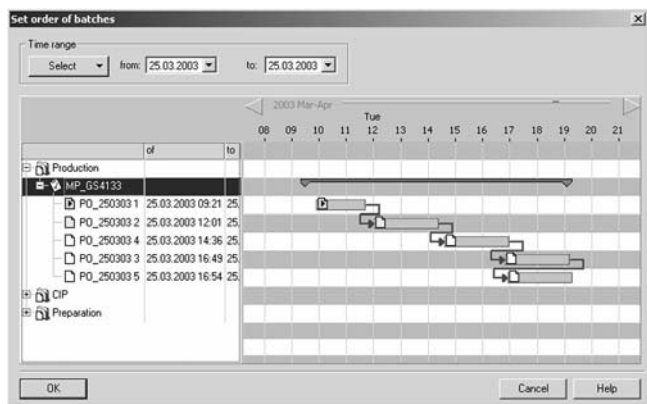 Set order of batches
Time range
Select from: 25.03.2003 to: 25.03.2003
2003 Mar-Apr
Tue
08 09 10 11 12 13 14 15 16 17 18 19 20 21
of to
Production
MP_GS4133
PO_250303 1 25.03.2003 09:21 25.
PO_250303 2 25.03.2003 12:01 25.
PO_250303 4 25.03.2003 14:36 25.
PO_250303 3 25.03.2003 16:49 25.
PO_250303 5 25.03.2003 16:54 25.
CIP
Preparation
OK Cancel Help